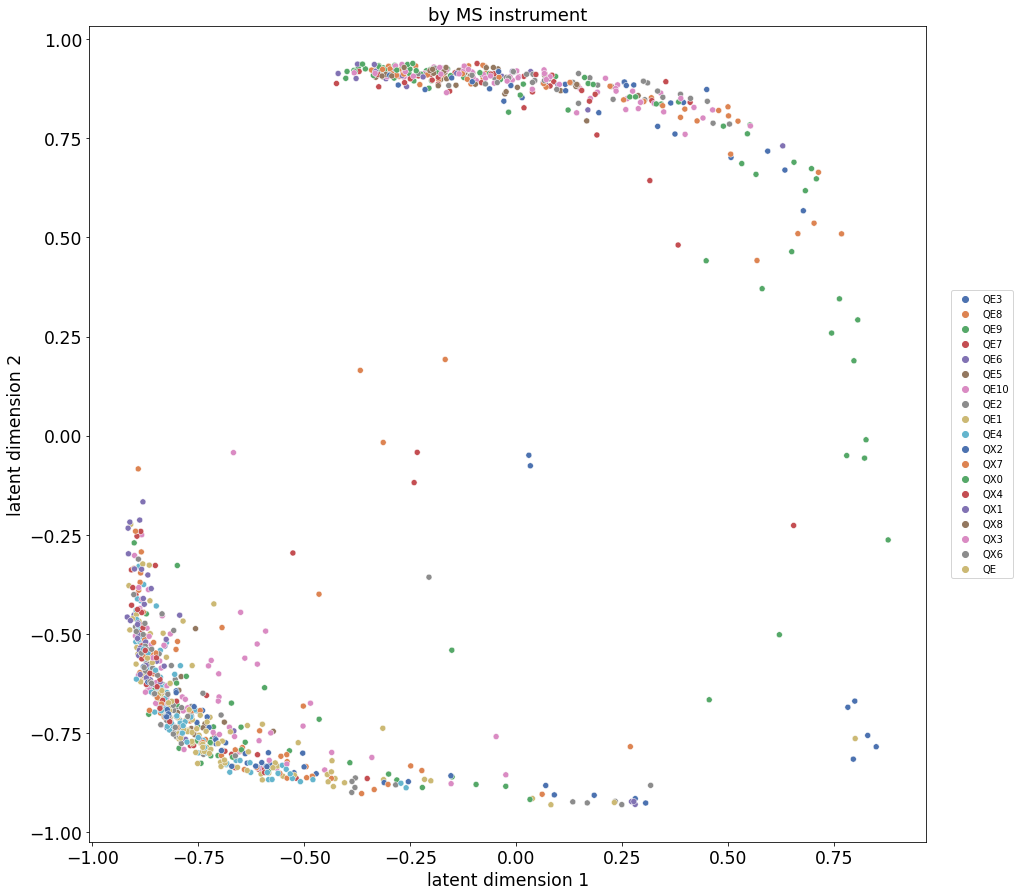 by MS instrument
latent dimension 2
1.00
0.75
0.50
0.25
0.00
−0.25
−0.50
−0.75
−1.00
−1.00
−0.75
−0.50
−0.25
0.00
0.25
0.50
0.75
latent dimension 1
QE3
QE8
QE9
QE7
QE6
QE5
QE10
QE2
QE1
QE4
QX2
QX7
QX0
QX4
QX1
QX8
QX3
QX6
QE